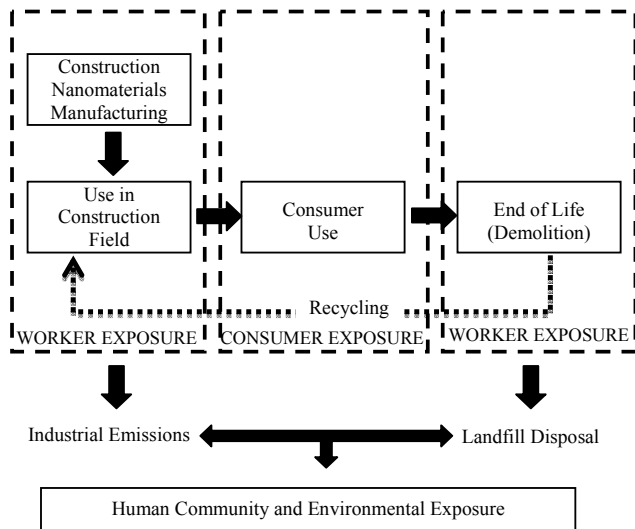 Construction
Nanomaterials
Manufacturing
Use in
Construction
Field
Consumer
Use
End of Life
(Demolition)
Recycling
WORKER EXPOSURE
CONSUMER EXPOSURE
WORKER EXPOSURE
Industrial Emissions
Landfill Disposal
Human Community and Environmental Exposure